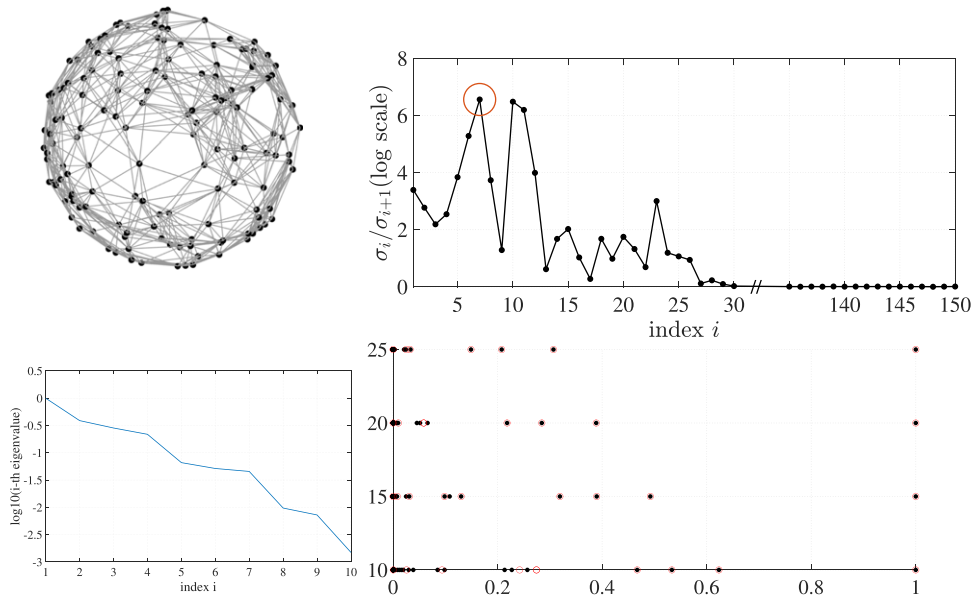 8
6
4
2
0
σᵢ/σᵢ₊₁(log scale)
5 10 15 20 25 30 140 145 150
index i
0.5
0
-0.5
-1
-1.5
-2
-2.5
-3
log10(i-th eigenvalue)
1 2 3 4 5 6 7 8 9 10
index i
25
20
15
10
0 0.2 0.4 0.6 0.8 1